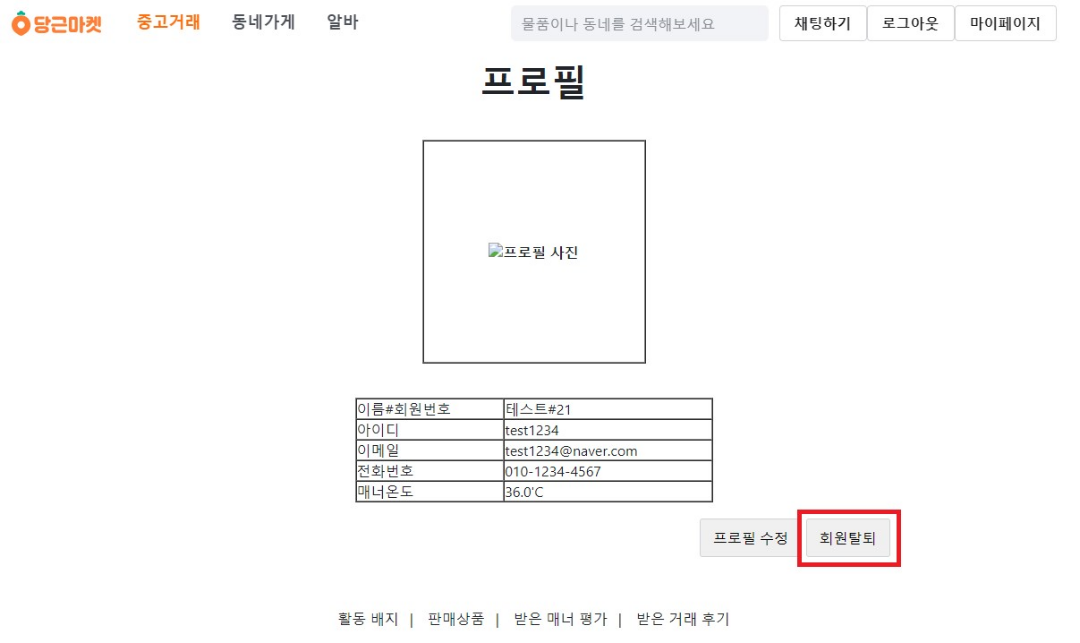 당근마켓 중고거래 동네가게 알바 물품이나 동네를 검색해보세요 채팅하기 로그아웃 마이페이지
프로필
프로필 사진
이름#회원번호 테스트#21
아이디 test1234
이메일 test1234@naver.com
전화번호 010-1234-4567
매너온도 36.0'C
프로필 수정 회원탈퇴
활동 배지 | 판매상품 | 받은 매너 평가 | 받은 거래 후기